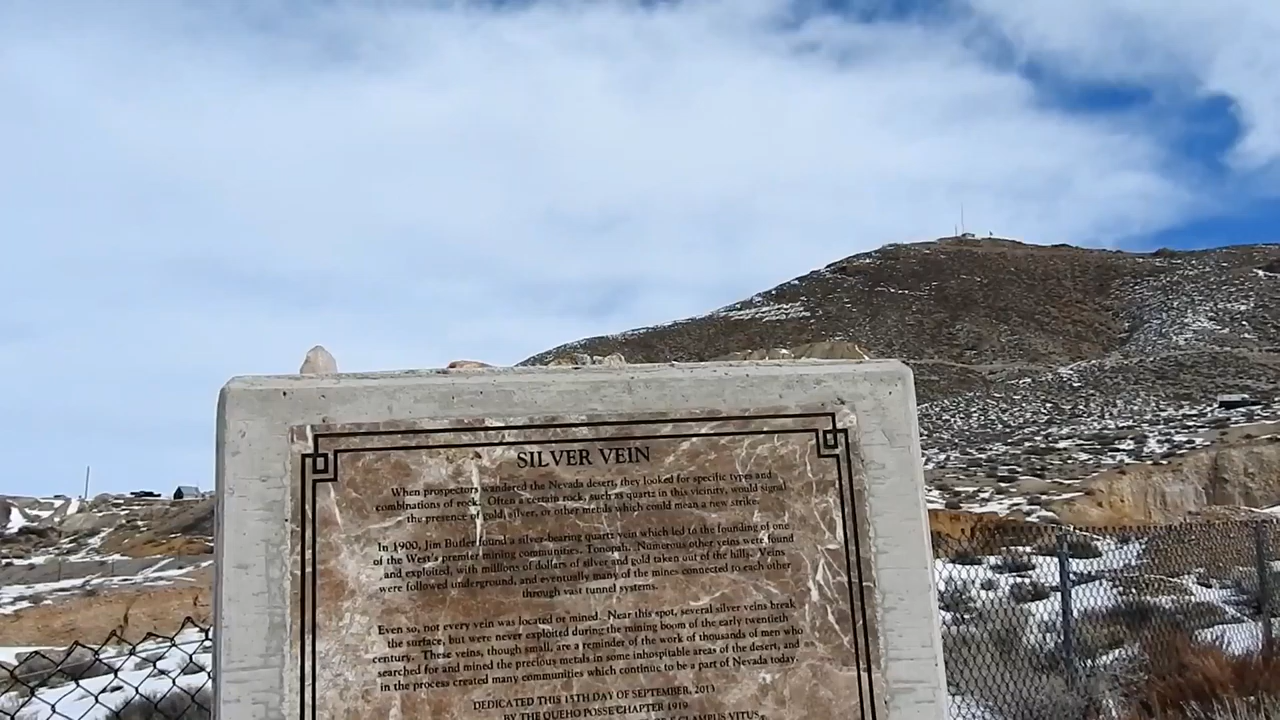 SILVER VEIN
When prospectors wandered the Nevada desert, they looked for specific types and
combinations of rock. Often a certain rock, such as quartz in this vicinity, would signal
the presence of gold, silver, or other metals which could mean a new strike.
In 1900, Jim Butler found a silver-bearing quartz vein which led to the founding of one
of the West's premier mining communities, Tonopah. Numerous other veins were found
and exploited, with millions of dollars of silver and gold taken out of the hills. Veins
were followed underground, and eventually many of the mines connected to each other
through vast tunnel systems.
Even so, not every vein was located or mined. Near this spot, several silver veins break
the surface, but were never exploited during the mining boom of the early twentieth
century. These veins, though small, are a reminder of the work of thousands of men who
searched for and mined the precious metals in some inhospitable areas of the desert, and
in the process created many communities which continue to be a part of Nevada today.
DEDICATED THIS 15TH DAY OF SEPTEMBER, 2013
BY THE QUEHO POSSE CHAPTER 1919
CLAMPUS VITUS